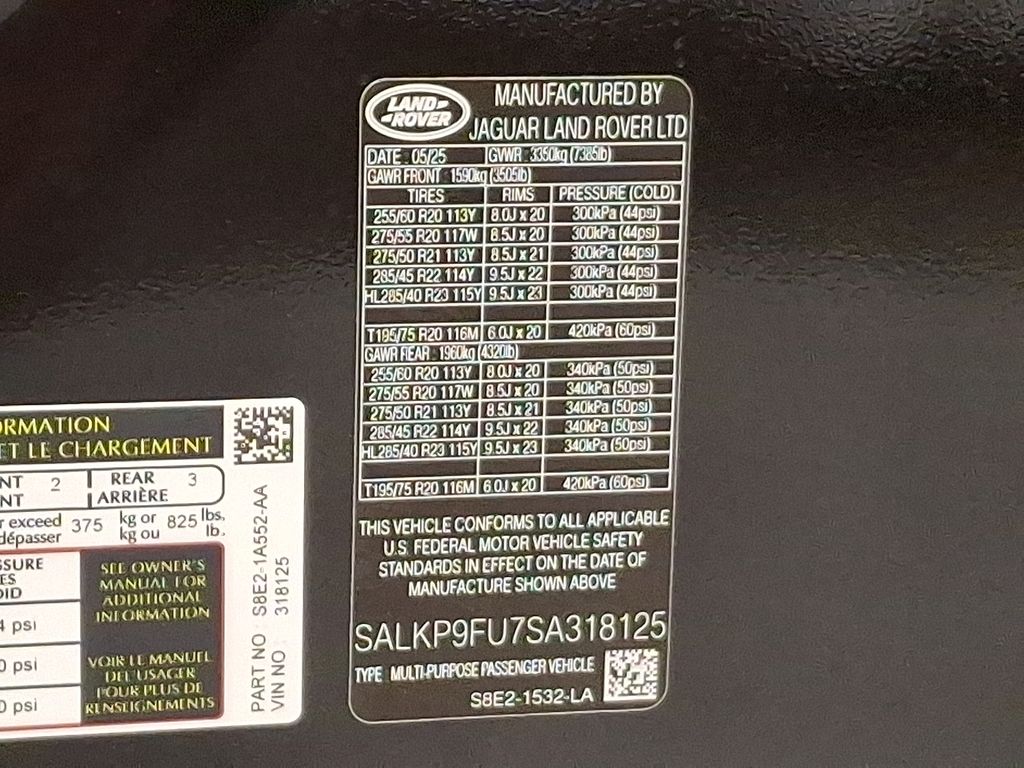 LAND-
-ROVER
MANUFACTURED BY
JAGUAR LAND ROVER LTD
DATE : 05/25 GVWR : 3350kg (7385lb)
GAWR FRONT : 1590kg (3505lb)
TIRES RIMS PRESSURE (COLD)
255/60 R20 113Y 8.0J x 20 300kPa (44psi)
275/55 R20 117W 8.5J x 20 300kPa (44psi)
275/50 R21 113Y 8.5J x 21 300kPa (44psi)
285/45 R22 114Y 9.5J x 22 300kPa (44psi)
HL285/40 R23 115Y 9.5J x 23 300kPa (44psi)
T195/75 R20 116M 6.0J x 20 420kPa (60psi)
GAWR REAR : 1960kg (4320lb)
255/60 R20 113Y 8.0J x 20 340kPa (50psi)
275/55 R20 117W 8.5J x 20 340kPa (50psi)
275/50 R21 113Y 8.5J x 21 340kPa (50psi)
285/45 R22 114Y 9.5J x 22 340kPa (50psi)
HL285/40 R23 115Y 9.5J x 23 340kPa (50psi)
T195/75 R20 116M 6.0J x 20 420kPa (60psi)
THIS VEHICLE CONFORMS TO ALL APPLICABLE
U.S. FEDERAL MOTOR VEHICLE SAFETY
STANDARDS IN EFFECT ON THE DATE OF
MANUFACTURE SHOWN ABOVE
SALKP9FU7SA318125
TYPE MULTI-PURPOSE PASSENGER VEHICLE
S8E2-1532-LA
ORMATION
ET LE CHARGEMENT
NT 2 REAR 3
NT ARRIÈRE
r exceed 375 kg or 825 lbs.
dépasser kg ou lb.
SSURE
ES
OID
4 psi
0 psi
0 psi
SEE OWNER'S
MANUAL FOR
ADDITIONAL
INFORMATION
VOIR LE MANUEL
DE L'USAGER
POUR PLUS DE
RENSEIGNEMENTS
PART NO : S8E2-1A552-AA
VIN NO : 318125